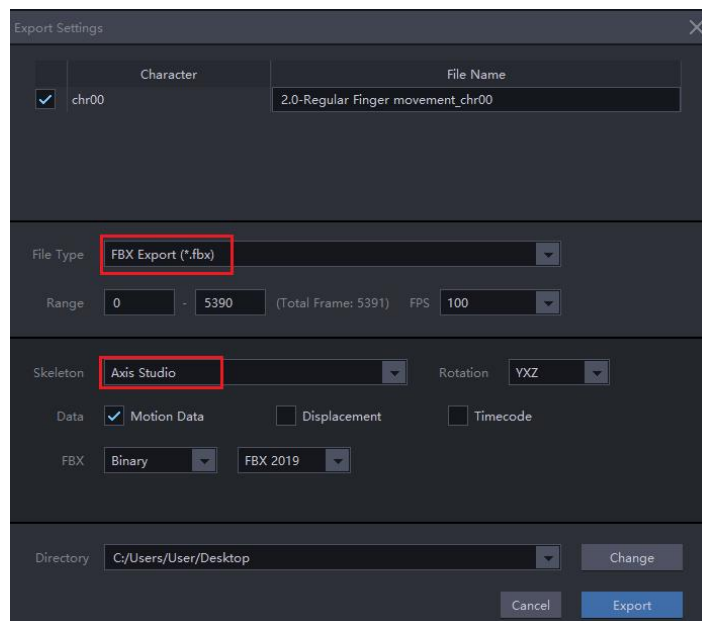 Export Settings
Character File Name
chr00 2.0-Regular Finger movement_chr00
File Type FBX Export (*.fbx)
Range 0 - 5390 (Total Frame: 5391) FPS 100
Skeleton Axis Studio Rotation YXZ
Data Motion Data Displacement Timecode
FBX Binary FBX 2019
Directory C:/Users/User/Desktop Change
Cancel Export